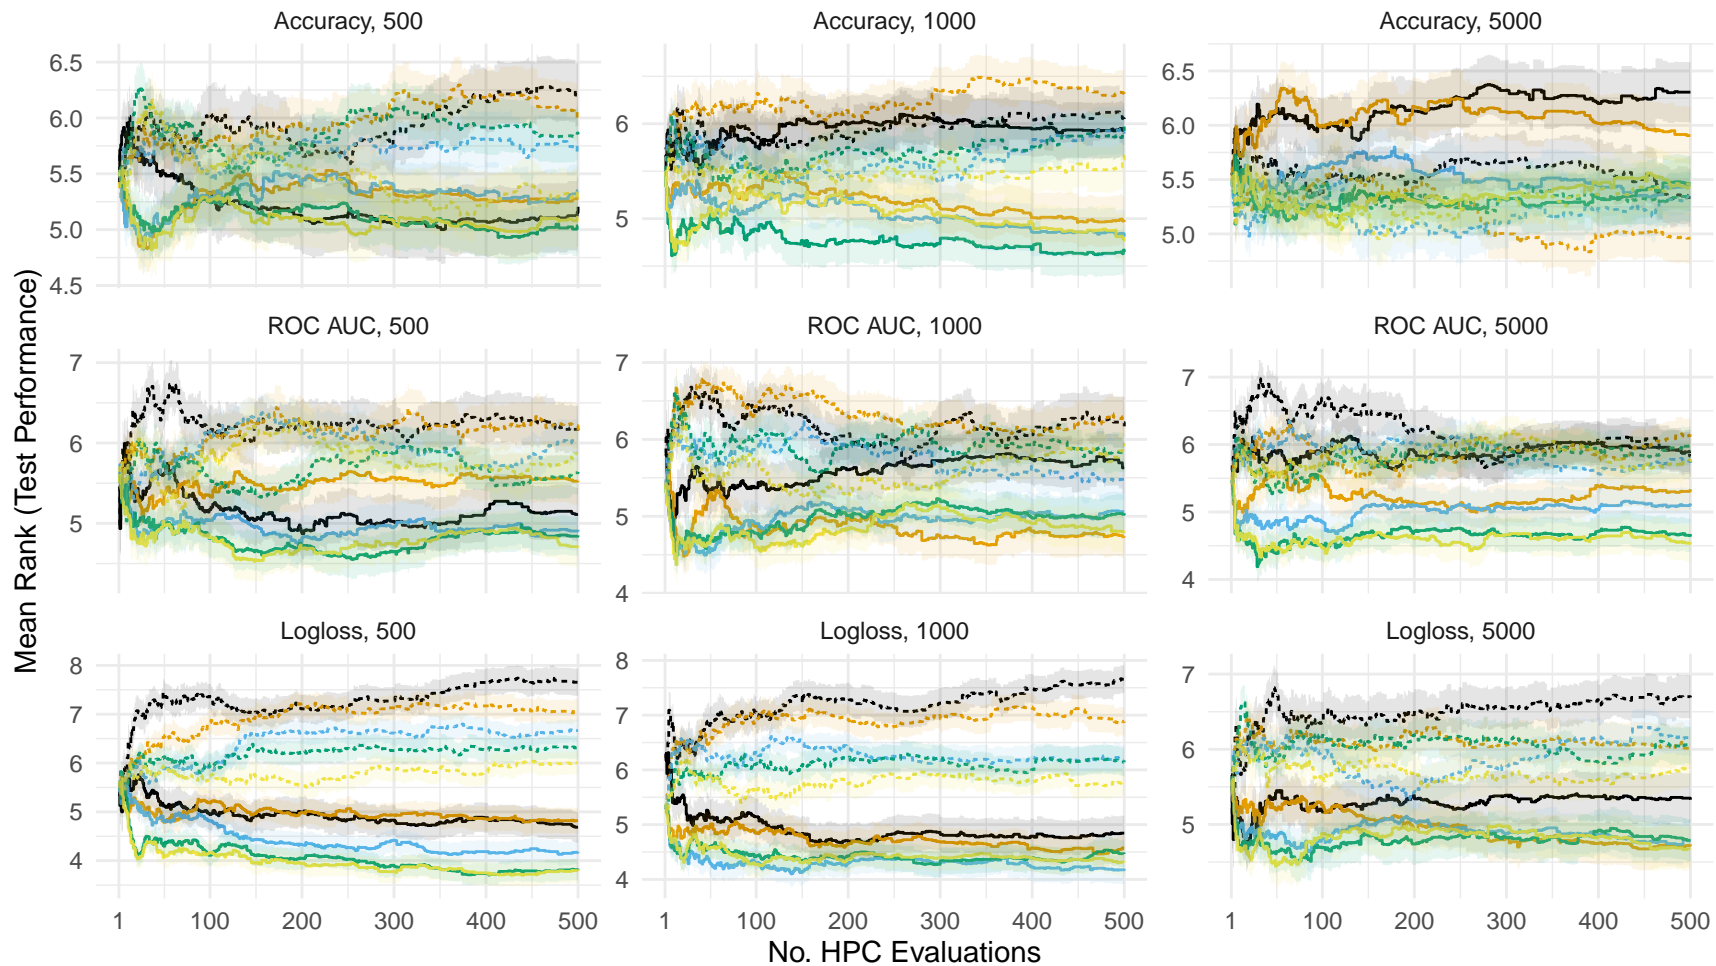 Accuracy, 500
Accuracy, 1000
Accuracy, 5000
6.5
6.0
5.5
5.0
4.5
6
5
6.5
6.0
5.5
5.0
ROC AUC, 500
ROC AUC, 1000
ROC AUC, 5000
7
6
5
7
6
5
4
7
6
5
4
Logloss, 500
Logloss, 1000
Logloss, 5000
8
7
6
5
4
8
7
6
5
4
7
6
5
1 100 200 300 400 500
1 100 200 300 400 500
1 100 200 300 400 500
Mean Rank (Test Performance)
No. HPC Evaluations